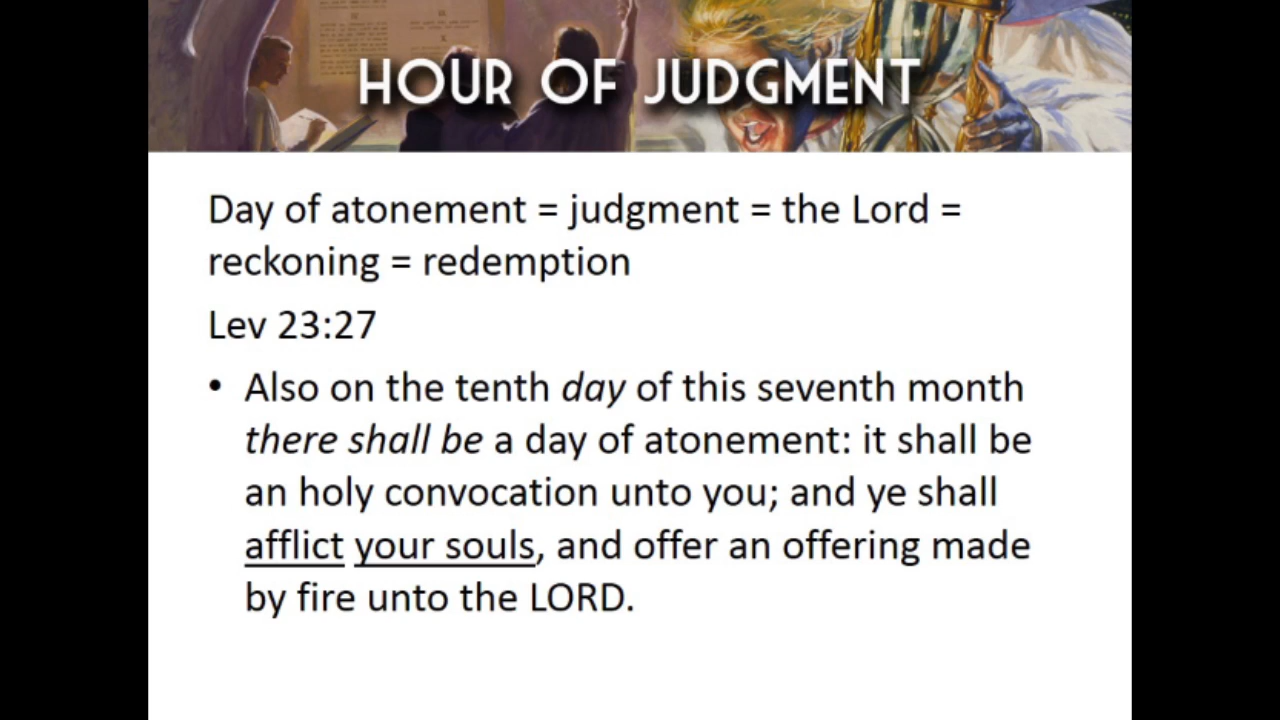 HOUR OF JUDGMENT
Day of atonement = judgment = the Lord =
reckoning = redemption
Lev 23:27
• Also on the tenth day of this seventh month
there shall be a day of atonement: it shall be
an holy convocation unto you; and ye shall
afflict your souls, and offer an offering made
by fire unto the LORD.